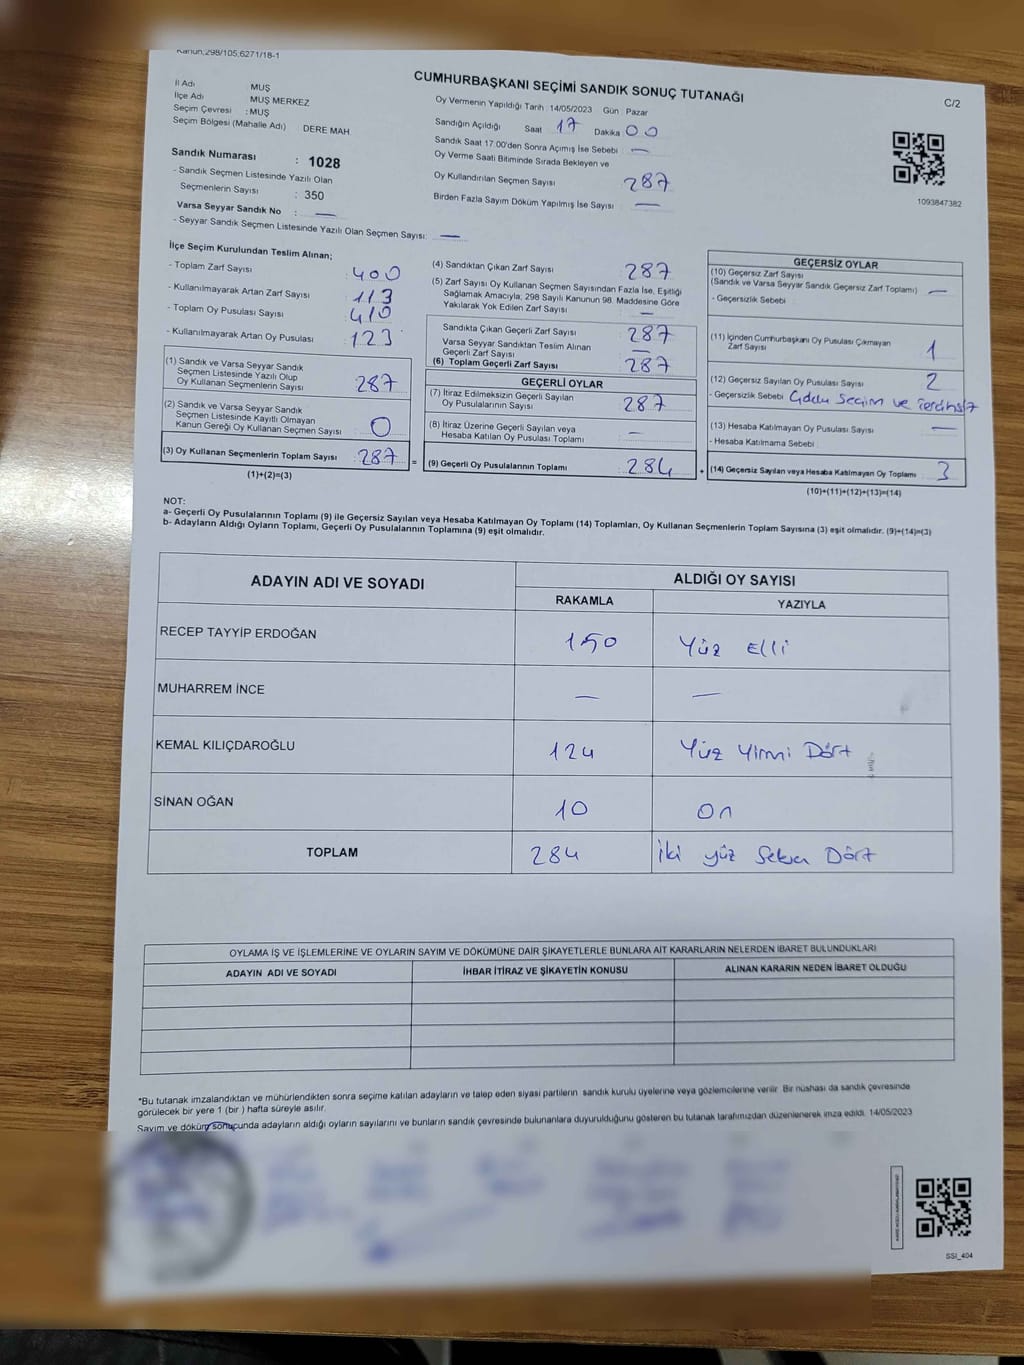 Kanun,298/105,6271/18-1
CUMHURBAŞKANI SEÇİMİ SANDIK SONUÇ TUTANAĞI
C/2
İl Adı MUŞ
İlçe Adı MUŞ MERKEZ
Seçim Çevresi : MUŞ
Seçim Bölgesi (Mahalle Adı) DERE MAH.
Oy Vermenin Yapıldığı Tarih :14/05/2023 Gün : Pazar
Sandığın Açıldığı Saat 17 Dakika 00
Sandık Saat 17:00'den Sonra Açımış İse Sebebi —
Oy Verme Saati Bitiminde Sırada Bekleyen ve
Oy Kullandırılan Seçmen Sayısı 287
Birden Fazla Sayım Döküm Yapılmış İse Sayısı —
1093847382
Sandık Numarası : 1028
- Sandık Seçmen Listesinde Yazılı Olan
Seçmenlerin Sayısı : 350
Varsa Seyyar Sandık No : —
- Seyyar Sandık Seçmen Listesinde Yazılı Olan Seçmen Sayısı: —
İlçe Seçim Kurulundan Teslim Alınan;
- Toplam Zarf Sayısı : 400
- Kullanılmayarak Artan Zarf Sayısı : 113
- Toplam Oy Pusulası Sayısı : 410
- Kullanılmayarak Artan Oy Pusulası : 123
(1) Sandık ve Varsa Seyyar Sandık
Seçmen Listesinde Yazılı Olup
Oy Kullanan Seçmenlerin Sayısı : 287
(2) Sandık ve Varsa Seyyar Sandık
Seçmen Listesinde Kayıtlı Olmayan
Kanun Gereği Oy Kullanan Seçmen Sayısı : 0
(3) Oy Kullanan Seçmenlerin Toplam Sayısı : 287
(1)+(2)=(3)
(4) Sandıktan Çıkan Zarf Sayısı : 287
(5) Zarf Sayısı Oy Kullanan Seçmen Sayısından Fazla İse, Eşitliği
Sağlamak Amacıyla, 298 Sayılı Kanunun 98. Maddesine Göre
Yakılarak Yok Edilen Zarf Sayısı : —
Sandıkta Çıkan Geçerli Zarf Sayısı : 287
Varsa Seyyar Sandıktan Teslim Alınan
Geçerli Zarf Sayısı : —
(6) Toplam Geçerli Zarf Sayısı : 287
GEÇERLİ OYLAR
(7) İtiraz Edilmeksizin Geçerli Sayılan
Oy Pusulalarının Sayısı : 287
(8) İtiraz Üzerine Geçerli Sayılan veya
Hesaba Katılan Oy Pusulası Toplamı : —
= (9) Geçerli Oy Pusulalarının Toplamı : 284
GEÇERSİZ OYLAR
(10) Geçersiz Zarf Sayısı
(Sandık ve Varsa Seyyar Sandık Geçersiz Zarf Toplamı) : —
- Geçersizlik Sebebi :
(11) İçinden Cumhurbaşkanı Oy Pusulası Çıkmayan
Zarf Sayısı : 1
(12) Geçersiz Sayılan Oy Pusulası Sayısı : 2
- Geçersizlik Sebebi : Seçim ve
(13) Hesaba Katılmayan Oy Pusulası Sayısı : —
- Hesaba Katılmama Sebebi :
+ (14) Geçersiz Sayılan veya Hesaba Katılmayan Oy Toplamı : 3
(10)+(11)+(12)+(13)=(14)
NOT:
a- Geçerli Oy Pusulalarının Toplamı (9) ile Geçersiz Sayılan veya Hesaba Katılmayan Oy Toplamı (14) Toplamları, Oy Kullanan Seçmenlerin Toplam Sayısına (3) eşit olmalıdır. (9)+(14)=(3)
b- Adayların Aldığı Oyların Toplamı, Geçerli Oy Pusulalarının Toplamına (9) eşit olmalıdır.
ADAYIN ADI VE SOYADI
ALDIĞI OY SAYISI
RAKAMLA YAZIYLA
RECEP TAYYİP ERDOĞAN 150 Yüz Elli
MUHARREM İNCE — —
KEMAL KILIÇDAROĞLU 124 Yüz Yirmi Dört
SİNAN OĞAN 10 On
TOPLAM 284 İki yüz Seksen Dört
OYLAMA İŞ VE İŞLEMLERİNE VE OYLARIN SAYIM VE DÖKÜMÜNE DAİR ŞİKAYETLERLE BUNLARA AİT KARARLARIN NELERDEN İBARET BULUNDUKLARI
ADAYIN ADI VE SOYADI İHBAR İTİRAZ VE ŞİKAYETİN KONUSU ALINAN KARARIN NEDEN İBARET OLDUĞU
*Bu tutanak imzalandıktan ve mühürlendikten sonra seçime katılan adayların ve talep eden siyasi partilerin sandık kurulu üyelerine veya gözlemcilerine verilir. Bir nüshası da sandık çevresinde
görülecek bir yere 1 (bir ) hafta süreyle asılır.
Sayım ve döküm sonucunda adayların aldığı oyların sayılarını ve bunların sandık çevresinde bulunanlara duyurulduğunu gösteren bu tutanak tarafımızdan düzenlenerek imza edildi. 14/05/2023
SSI_404